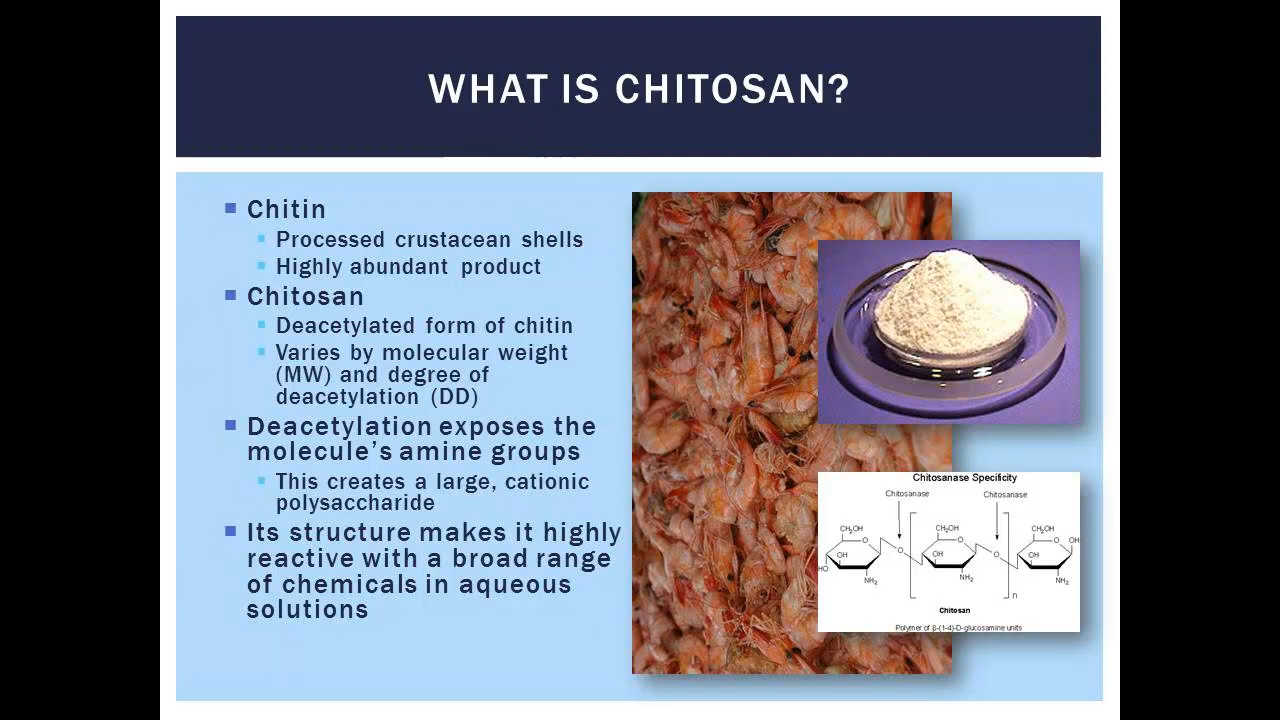 WHAT IS CHITOSAN?
Chitin
Processed crustacean shells
Highly abundant product
Chitosan
Deacetylated form of chitin
Varies by molecular weight
(MW) and degree of
deacetylation (DD)
Deacetylation exposes the
molecule's amine groups
This creates a large, cationic
polysaccharide
Its structure makes it highly
reactive with a broad range
of chemicals in aqueous
solutions
Chitosanase Specificity
Chitosanase Chitosanase
CH₂OH CH₂OH CH₂OH
O O O OH
OH O OH O OH
HO
NH₂ NH₂ NH₂
n
Chitosan
Polymer of β-(1-4)-D-glucosamine units